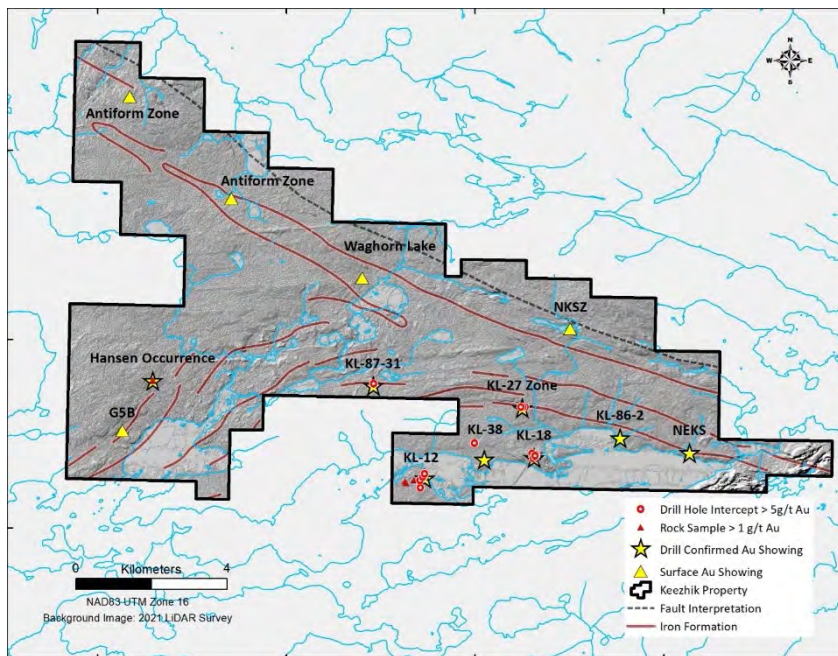 N
W E
S
Antiform Zone
Antiform Zone
Waghorn Lake
NKSZ
Hansen Occurrence
KL-87-31
KL-27 Zone
G5B
KL-38
KL-18
KL-86-2
NEKS
KL-12
Drill Hole Intercept > 5g/t Au
Rock Sample > 1 g/t Au
Drill Confirmed Au Showing
Surface Au Showing
Keezhik Property
Fault Interpretation
Iron Formation
Kilometers
0 4
NAD83 UTM Zone 16
Background Image: 2021 LiDAR Survey